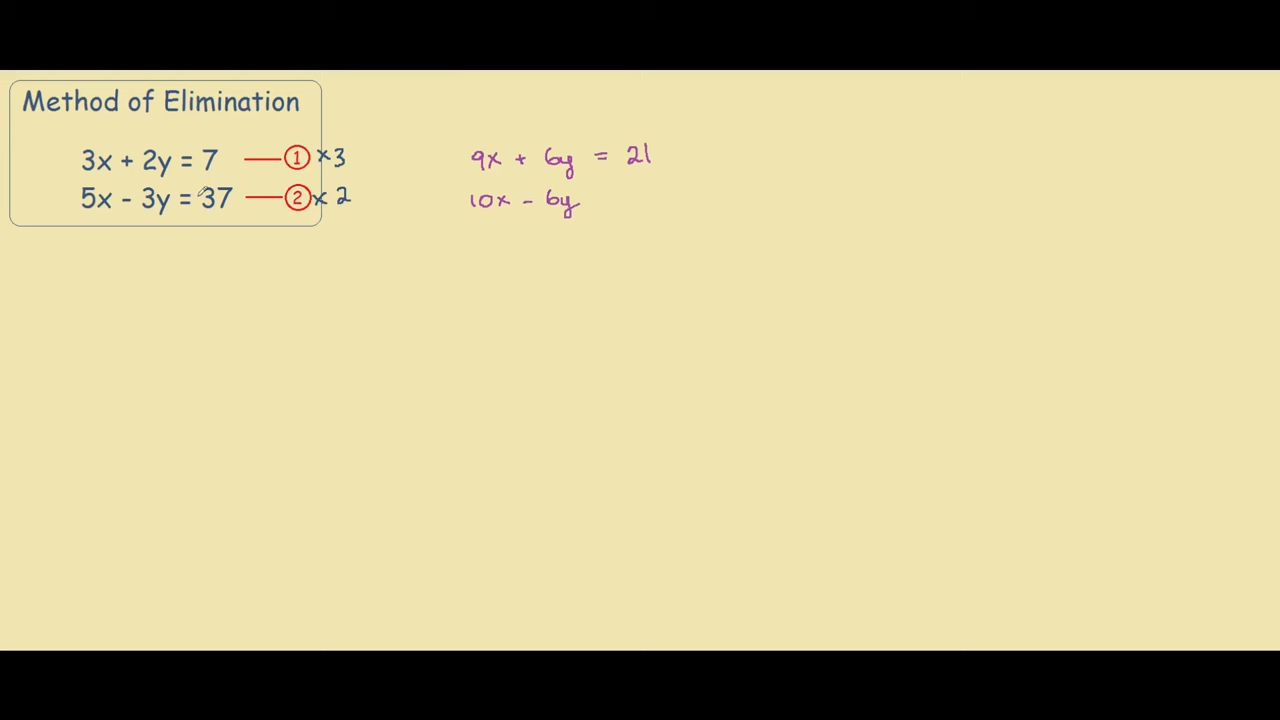 Method of Elimination
3x + 2y = 7 —— ① ×3
5x - 3y = 37 —— ② × 2
9x + 6y = 21
10x - 6y